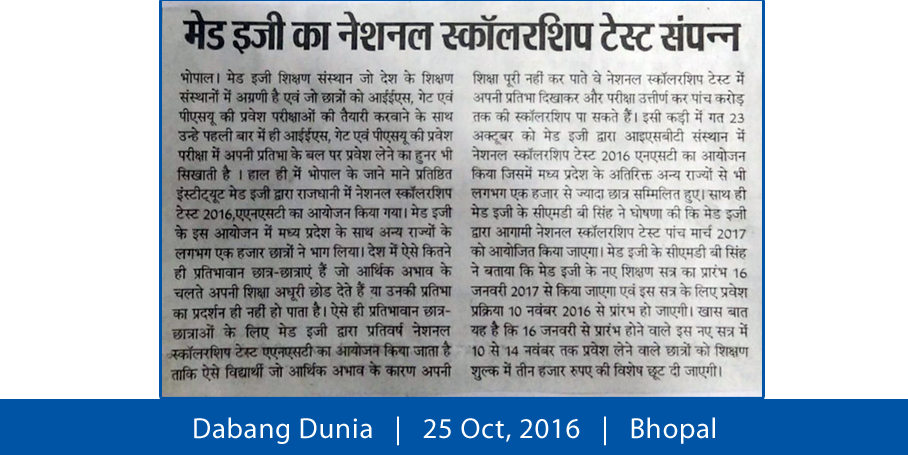 मेड इजी का नेशनल स्कॉलरशिप टेस्ट संपन्न
भोपाल। मेड इजी शिक्षण संस्थान जो देश के शिक्षण
संस्थानों में अग्रणी है एवं जो छात्रों को आईईएस, गेट एवं
पीएसयू की प्रवेश परीक्षाओं की तैयारी करवाने के साथ
उन्हे पहली बार में ही आईईएस, गेट एवं पीएसयू की प्रवेश
परीक्षा में अपनी प्रतिभा के बल पर प्रवेश लेने का हुनर भी
सिखाती है । हाल ही में भोपाल के जाने माने प्रतिष्ठित
इंस्टीट्यूट मेड इजी द्वारा राजधानी में नेशनल स्कॉलरशिप
टेस्ट 2016,एएनएसटी का आयोजन किया गया। मेड इजी
के इस आयोजन में मध्य प्रदेश के साथ अन्य राज्यों के
लगभग एक हजार छात्रों ने भाग लिया। देश में ऐसे कितने
ही प्रतिभावान छात्र-छात्राएं हैं जो आर्थिक अभाव के
चलते अपनी शिक्षा अधूरी छोड देते हैं या उनकी प्रतिभा
का प्रदर्शन ही नहीं हो पाता है। ऐसे ही प्रतिभावान छात्र-
छात्राओं के लिए मेड इजी द्वारा प्रतिवर्ष नेशनल
स्कॉलरशिप टेस्ट एएनएसटी का आयोजन किया जाता है
ताकि ऐसे विद्यार्थी जो आर्थिक अभाव के कारण अपनी
शिक्षा पूरी नहीं कर पाते वे नेशनल स्कॉलरशिप टेस्ट में
अपनी प्रतिभा दिखाकर और परीक्षा उत्तीर्ण कर पांच करोड़
तक की स्कॉलरशिप पा सकते हैं। इसी कड़ी में गत 23
अक्टूबर को मेड इजी द्वारा आइएसबीटी संस्थान में
नेशनल स्कॉलरशिप टेस्ट 2016 एनएसटी का आयोजन
किया जिसमें मध्य प्रदेश के अतिरिक्त अन्य राज्यों से भी
लगभग एक हजार से ज्यादा छात्र सम्मिलित हुए। साथ ही
मेड इजी के सीएमडी बी सिंह ने घोषणा की कि मेड इजी
द्वारा आगामी नेशनल स्कॉलरशिप टेस्ट पांच मार्च 2017
को आयोजित किया जाएगा। मेड इजी के सीएमडी बी सिंह
ने बताया कि मेड इजी के नए शिक्षण सत्र का प्रारंभ 16
जनवरी 2017 से किया जाएगा एवं इस सत्र के लिए प्रवेश
प्रक्रिया 10 नवंबर 2016 से प्रांरभ हो जाएगी। खास बात
यह है कि 16 जनवरी से प्रारंभ होने वाले इस नए सत्र में
10 से 14 नवंबर तक प्रवेश लेने वाले छात्रों को शिक्षण
शुल्क में तीन हजार रुपए की विशेष छूट दी जाएगी।
Dabang Dunia | 25 Oct, 2016 | Bhopal